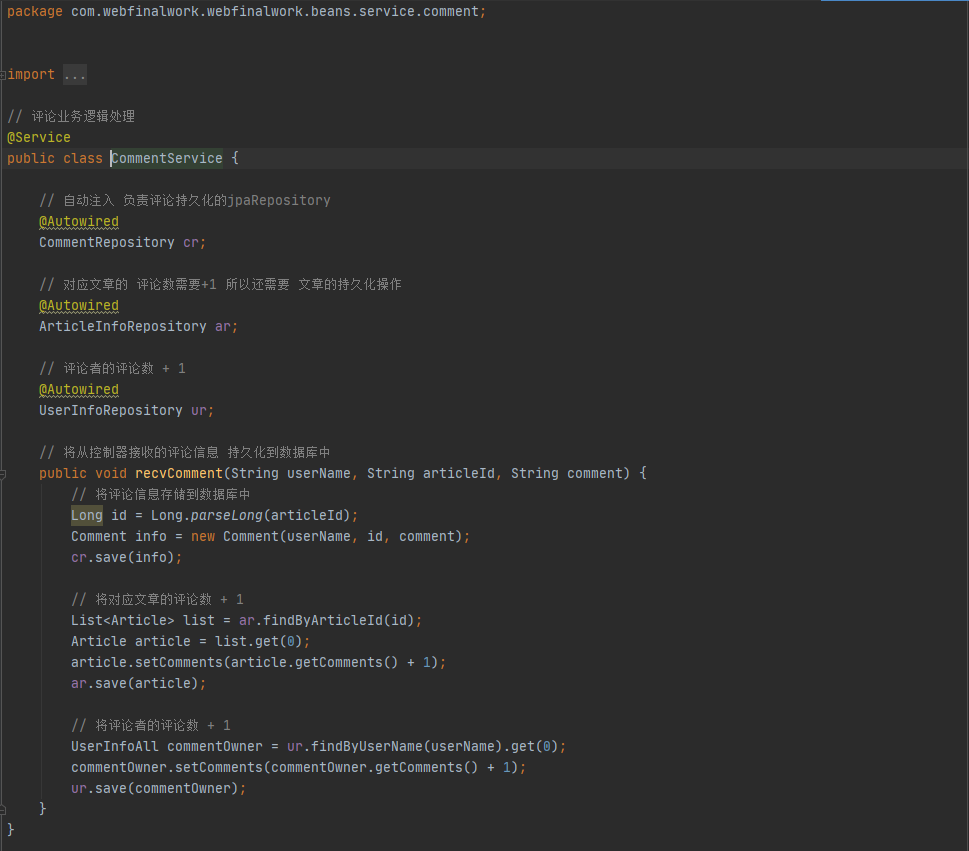 package com.webfinalwork.webfinalwork.beans.service.comment;
import ...
// 评论业务逻辑处理
@Service
public class CommentService {
// 自动注入 负责评论持久化的jpaRepository
@Autowired
CommentRepository cr;
// 对应文章的 评论数需要+1 所以还需要 文章的持久化操作
@Autowired
ArticleInfoRepository ar;
// 评论者的评论数 + 1
@Autowired
UserInfoRepository ur;
// 将从控制器接收的评论信息 持久化到数据库中
public void recvComment(String userName, String articleId, String comment) {
// 将评论信息存储到数据库中
Long id = Long.parseLong(articleId);
Comment info = new Comment(userName, id, comment);
cr.save(info);
// 将对应文章的评论数 + 1
List<Article> list = ar.findByArticleId(id);
Article article = list.get(0);
article.setComments(article.getComments() + 1);
ar.save(article);
// 将评论者的评论数 + 1
UserInfoAll commentOwner = ur.findByUserName(userName).get(0);
commentOwner.setComments(commentOwner.getComments() + 1);
ur.save(commentOwner);
}
}